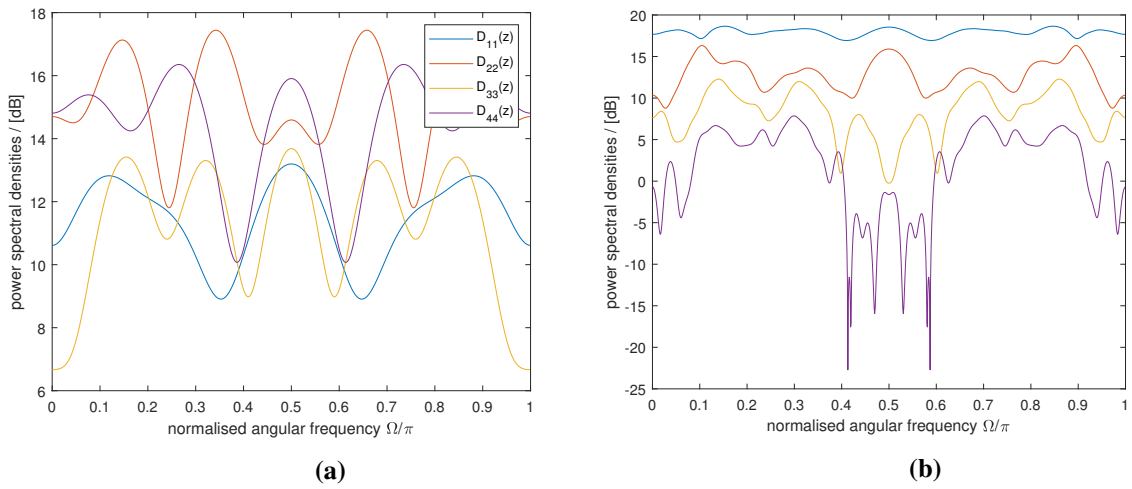 18
16
14
12
10
8
6
power spectral densities / [dB]
0 0.1 0.2 0.3 0.4 0.5 0.6 0.7 0.8 0.9 1
normalised angular frequency Ω/π
D11(z)
D22(z)
D33(z)
D44(z)
(a)
20
15
10
5
0
-5
-10
-15
-20
-25
power spectral densities / [dB]
0 0.1 0.2 0.3 0.4 0.5 0.6 0.7 0.8 0.9 1
normalised angular frequency Ω/π
(b)